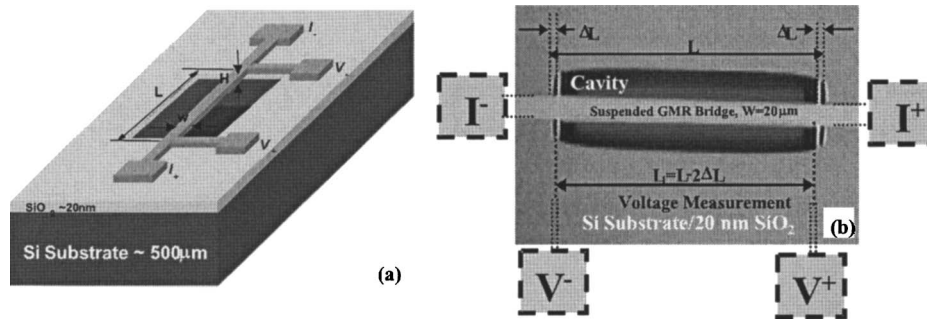 (a)
I-
H
V-
L
W
V-
I+
SiO2 ~20nm
Si Substrate ~ 500μm
ΔL
L
ΔL
Cavity
I-
Suspended GMR Bridge, W=20μm
I+
L1=L-2ΔL
Voltage Measurement
Si Substrate/20 nm SiO2
(b)
V-
V+